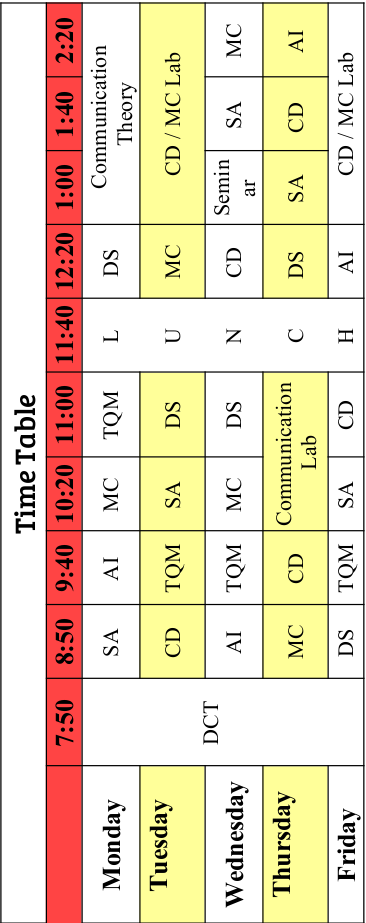 Time Table
7:50 8:50 9:40 10:20 11:00 11:40 12:20 1:00 1:40 2:20
Monday DCT SA AI MC TQM L DS Communication Theory
Tuesday CD TQM SA DS U MC CD / MC Lab
Wednesday AI TQM MC DS N CD Semin ar SA MC
Thursday MC CD Communication Lab C DS SA CD AI
Friday DS TQM SA CD H AI CD / MC Lab